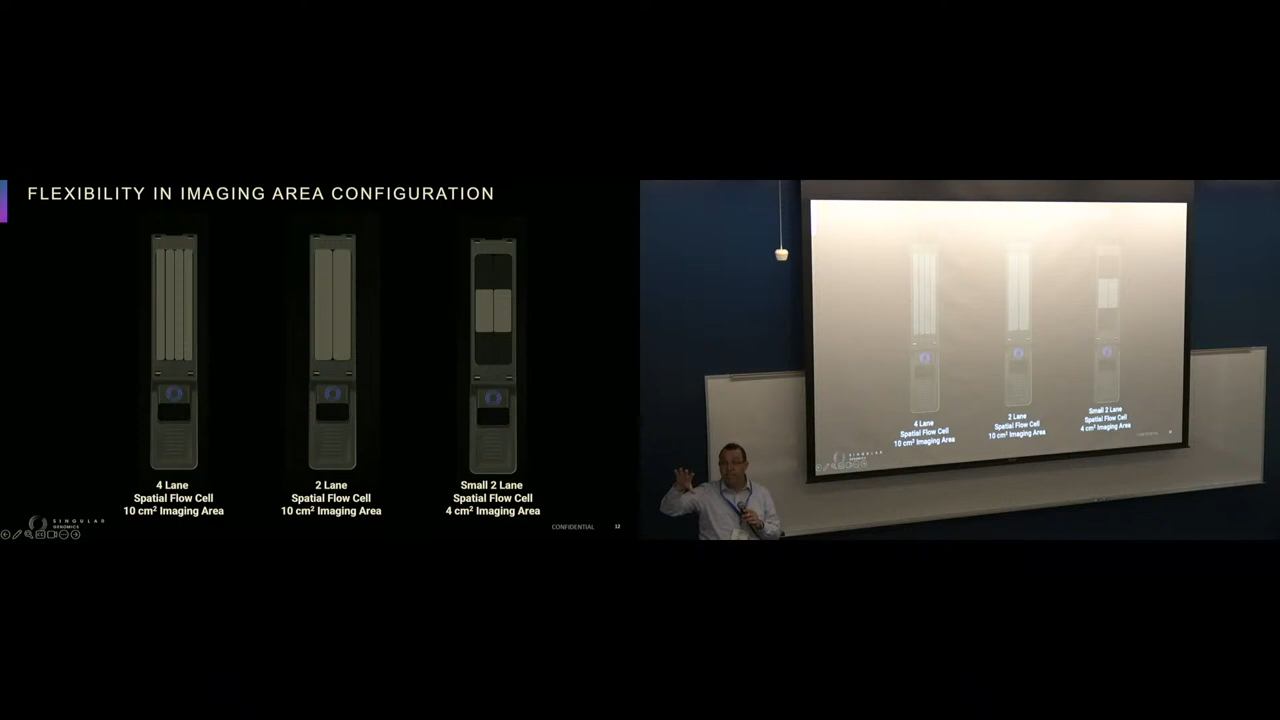 FLEXIBILITY IN IMAGING AREA CONFIGURATION
4 Lane
Spatial Flow Cell
10 cm² Imaging Area
2 Lane
Spatial Flow Cell
10 cm² Imaging Area
Small 2 Lane
Spatial Flow Cell
4 cm² Imaging Area
SINGULAR
GENOMICS
CONFIDENTIAL
12
4 Lane
Spatial Flow Cell
10 cm² Imaging Area
2 Lane
Spatial Flow Cell
10 cm² Imaging Area
Small 2 Lane
Spatial Flow Cell
4 cm² Imaging Area
SINGULAR
GENOMICS
CONFIDENTIAL